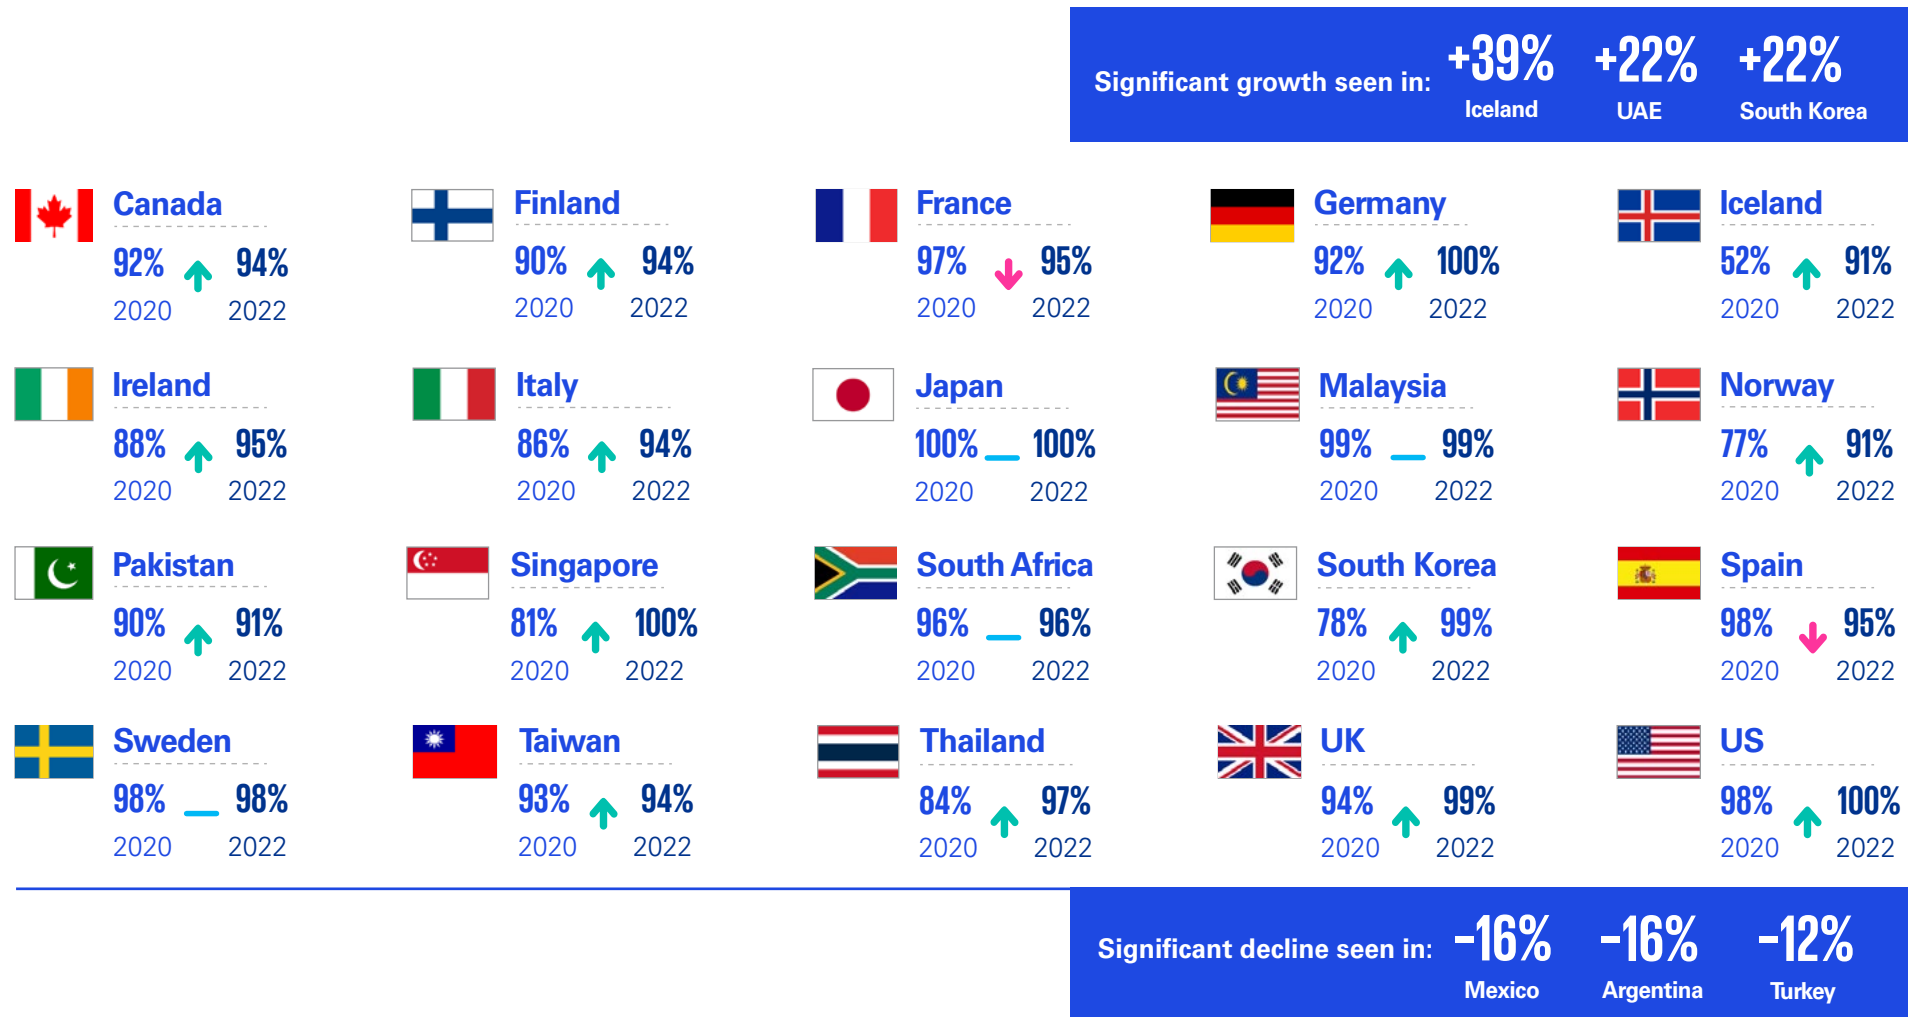 Significant growth seen in:
+39%
Iceland
+22%
UAE
+22%
South Korea
Canada
92% 94%
2020 2022
Finland
90% 94%
2020 2022
France
97% 95%
2020 2022
Germany
92% 100%
2020 2022
Iceland
52% 91%
2020 2022
Ireland
88% 95%
2020 2022
Italy
86% 94%
2020 2022
Japan
100% 100%
2020 2022
Malaysia
99% 99%
2020 2022
Norway
77% 91%
2020 2022
Pakistan
90% 91%
2020 2022
Singapore
81% 100%
2020 2022
South Africa
96% 96%
2020 2022
South Korea
78% 99%
2020 2022
Spain
98% 95%
2020 2022
Sweden
98% 98%
2020 2022
Taiwan
93% 94%
2020 2022
Thailand
84% 97%
2020 2022
UK
94% 99%
2020 2022
US
98% 100%
2020 2022
Significant decline seen in:
-16%
Mexico
-16%
Argentina
-12%
Turkey